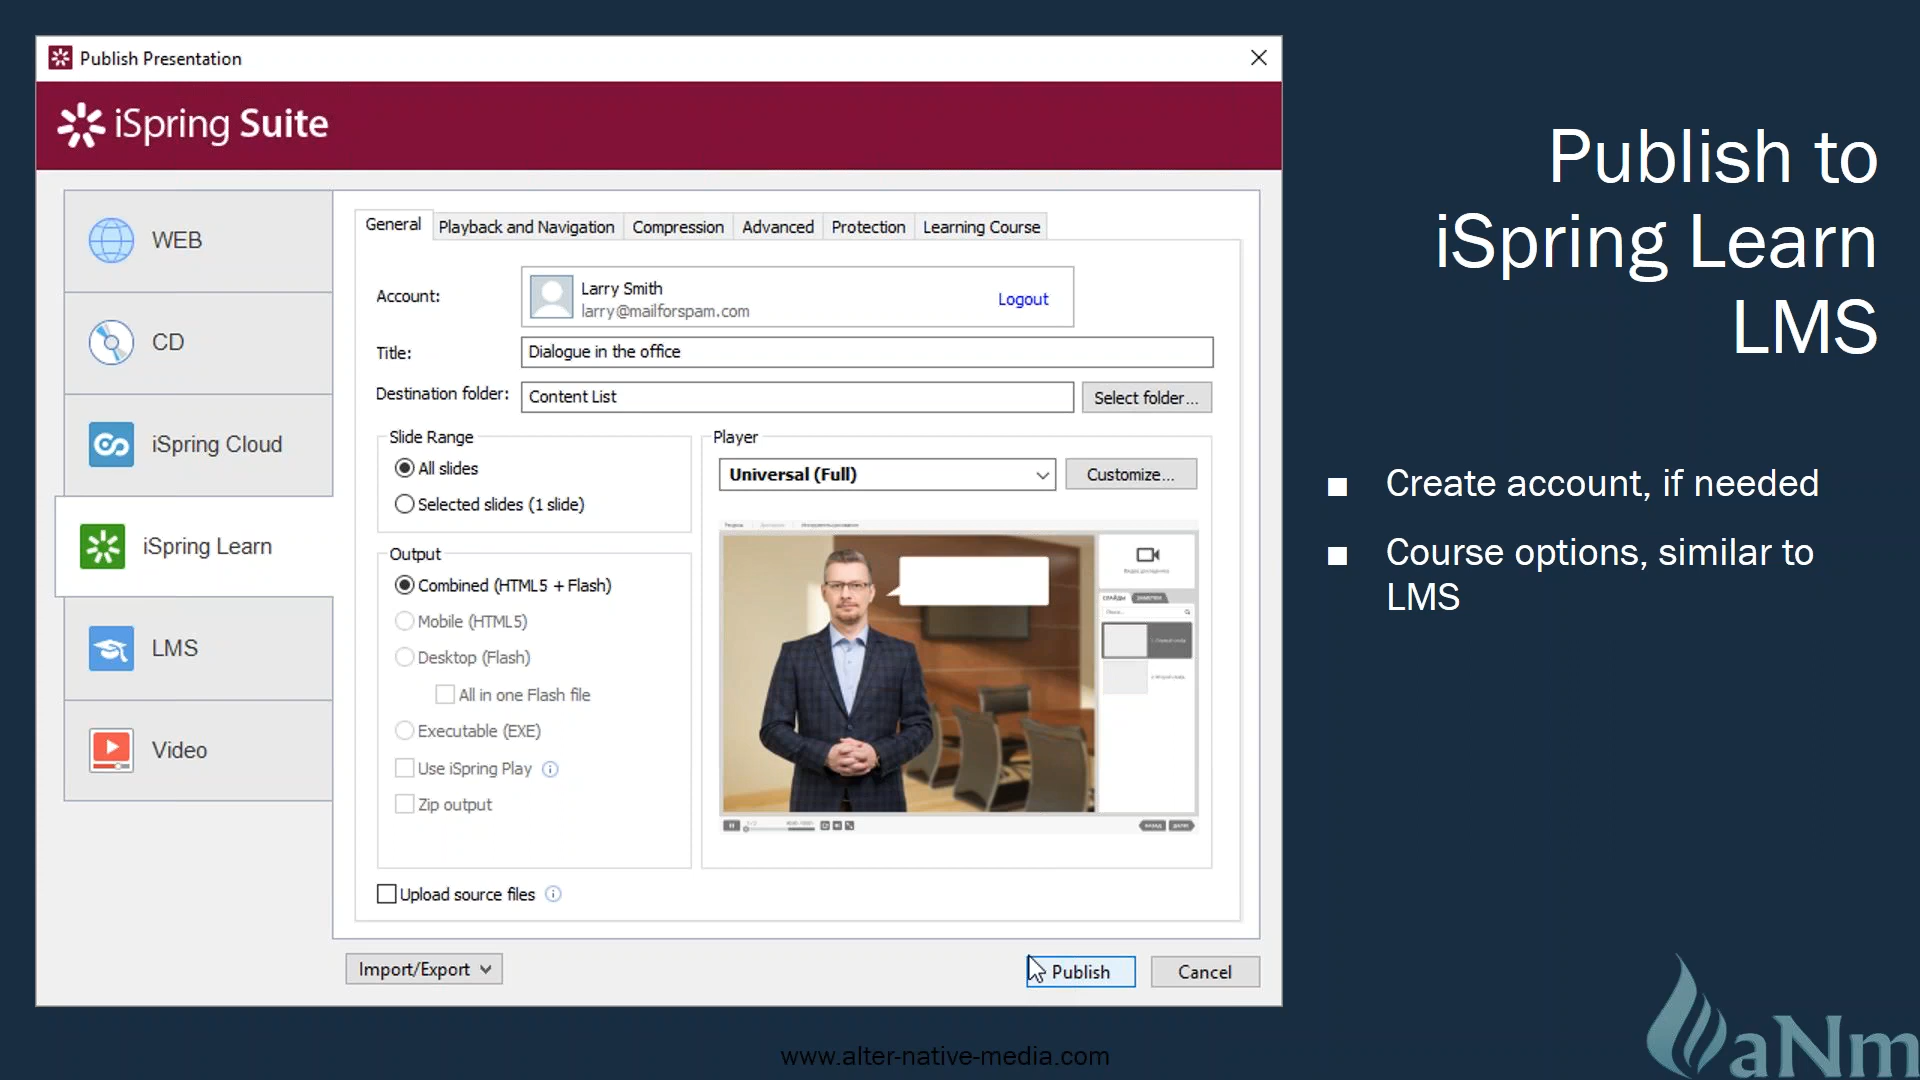 Publish Presentation
iSpring Suite
WEB
CD
iSpring Cloud
iSpring Learn
LMS
Video
General
Playback and Navigation
Compression
Advanced
Protection
Learning Course
Account:
Larry Smith
larry@mailforspam.com
Logout
Title:
Dialogue in the office
Destination folder:
Content List
Select folder...
Slide Range
All slides
Selected slides (1 slide)
Output
Combined (HTML5 + Flash)
Mobile (HTML5)
Desktop (Flash)
All in one Flash file
Executable (EXE)
Use iSpring Play
Zip output
Player
Universal (Full)
Customize...
Upload source files
Import/Export
Publish
Cancel
Publish to
iSpring Learn
LMS
Create account, if needed
Course options, similar to
LMS
www.alter-native-media.com
aNm